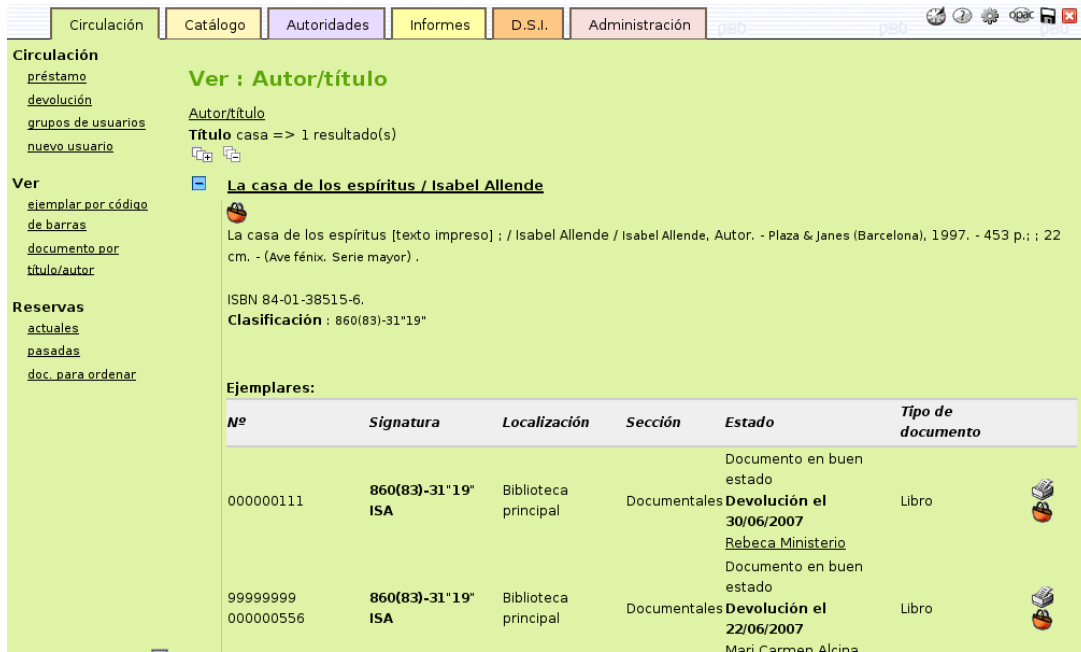 Circulación Catálogo Autoridades Informes D.S.I. Administración opac
Circulación
préstamo
devolución
grupos de usuarios
nuevo usuario
Ver
ejemplar por código
de barras
documento por
título/autor
Reservas
actuales
pasadas
doc. para ordenar
Ver : Autor/título
Autor/título
Título casa => 1 resultado(s)
La casa de los espíritus / Isabel Allende
La casa de los espíritus [texto impreso] ; / Isabel Allende / Isabel Allende, Autor. - Plaza & Janes (Barcelona), 1997. - 453 p.; ; 22
cm. - (Ave fénix. Serie mayor) .
ISBN 84-01-38515-6.
Clasificación : 860(83)-31"19"
Ejemplares:
Nº Signatura Localización Sección Estado Tipo de
documento
000000111 860(83)-31"19"
ISA Biblioteca
principal Documentales Documento en buen
estado
Devolución el
30/06/2007
Rebeca Ministerio Libro
99999999
000000556 860(83)-31"19"
ISA Biblioteca
principal Documentales Documento en buen
estado
Devolución el
22/06/2007
Mari Carmen Alcina Libro